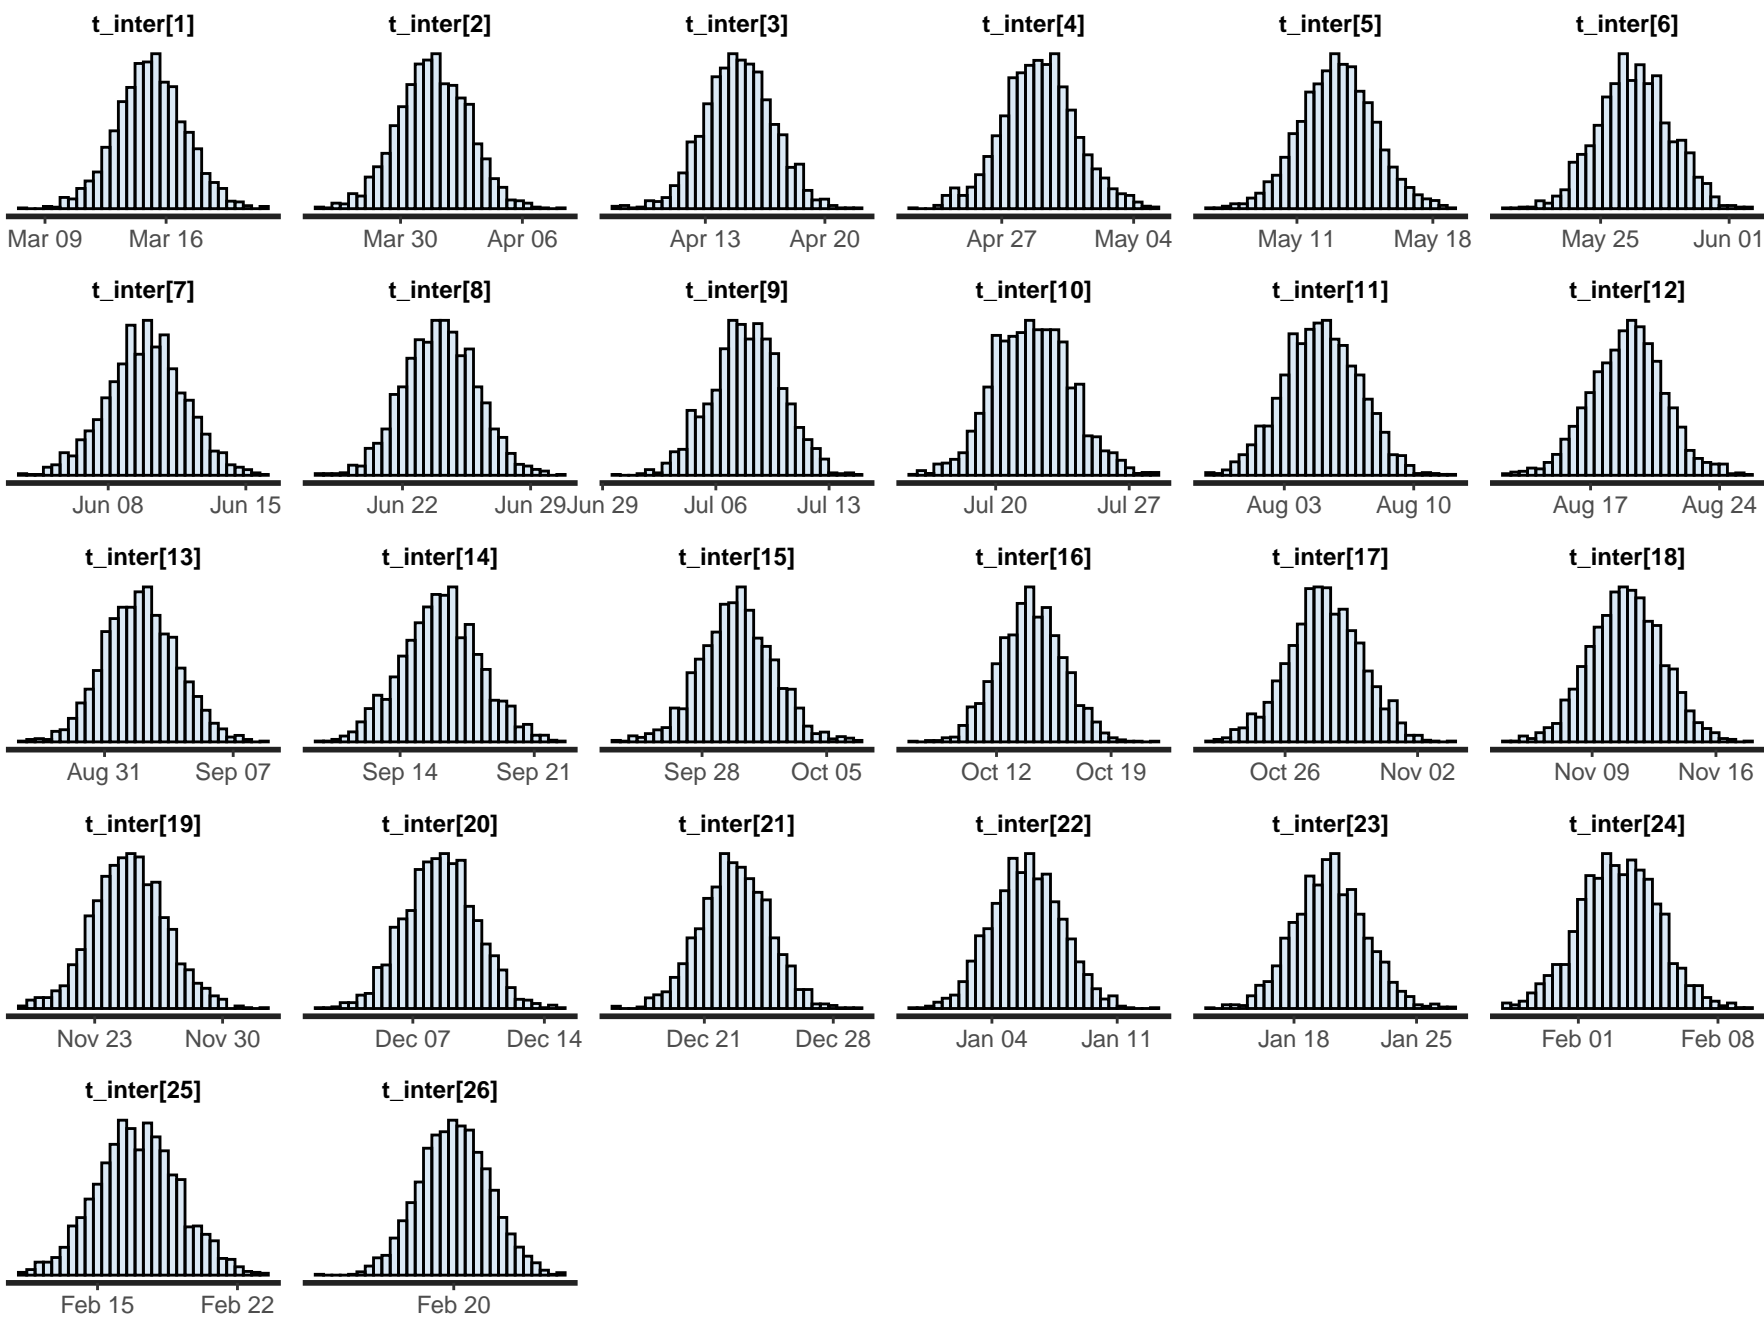 t_inter[1] t_inter[2] t_inter[3] t_inter[4] t_inter[5] t_inter[6]
Mar 09 Mar 16 Mar 30 Apr 06 Apr 13 Apr 20 Apr 27 May 04 May 11 May 18 May 25 Jun 01
t_inter[7] t_inter[8] t_inter[9] t_inter[10] t_inter[11] t_inter[12]
Jun 08 Jun 15 Jun 22 Jun 29 Jun 29 Jul 06 Jul 13 Jul 20 Jul 27 Aug 03 Aug 10 Aug 17 Aug 24
t_inter[13] t_inter[14] t_inter[15] t_inter[16] t_inter[17] t_inter[18]
Aug 31 Sep 07 Sep 14 Sep 21 Sep 28 Oct 05 Oct 12 Oct 19 Oct 26 Nov 02 Nov 09 Nov 16
t_inter[19] t_inter[20] t_inter[21] t_inter[22] t_inter[23] t_inter[24]
Nov 23 Nov 30 Dec 07 Dec 14 Dec 21 Dec 28 Jan 04 Jan 11 Jan 18 Jan 25 Feb 01 Feb 08
t_inter[25] t_inter[26]
Feb 15 Feb 22 Feb 20